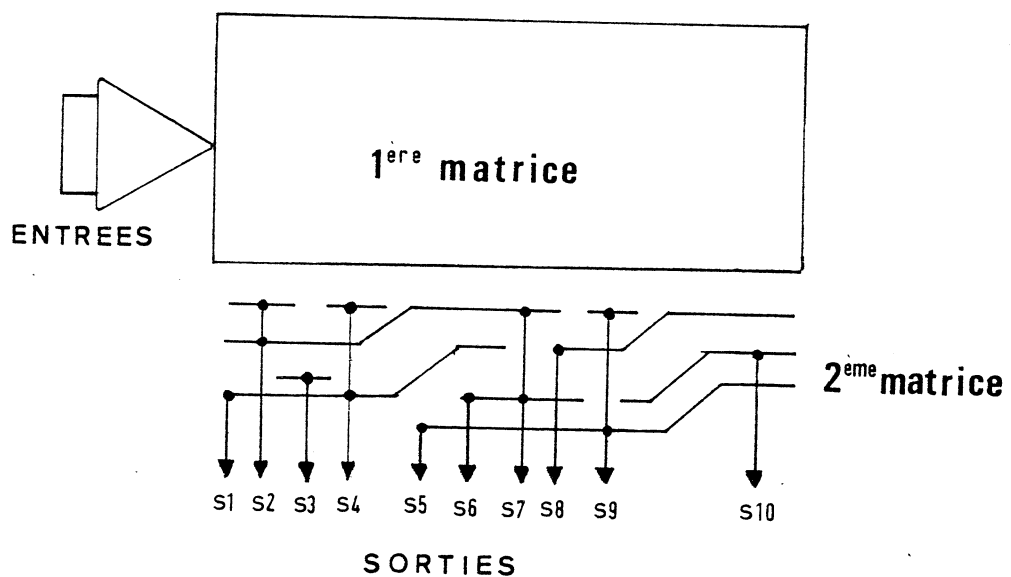 1ère matrice
ENTREES
2ème matrice
S1 S2 S3 S4 S5 S6 S7 S8 S9 S10
SORTIES